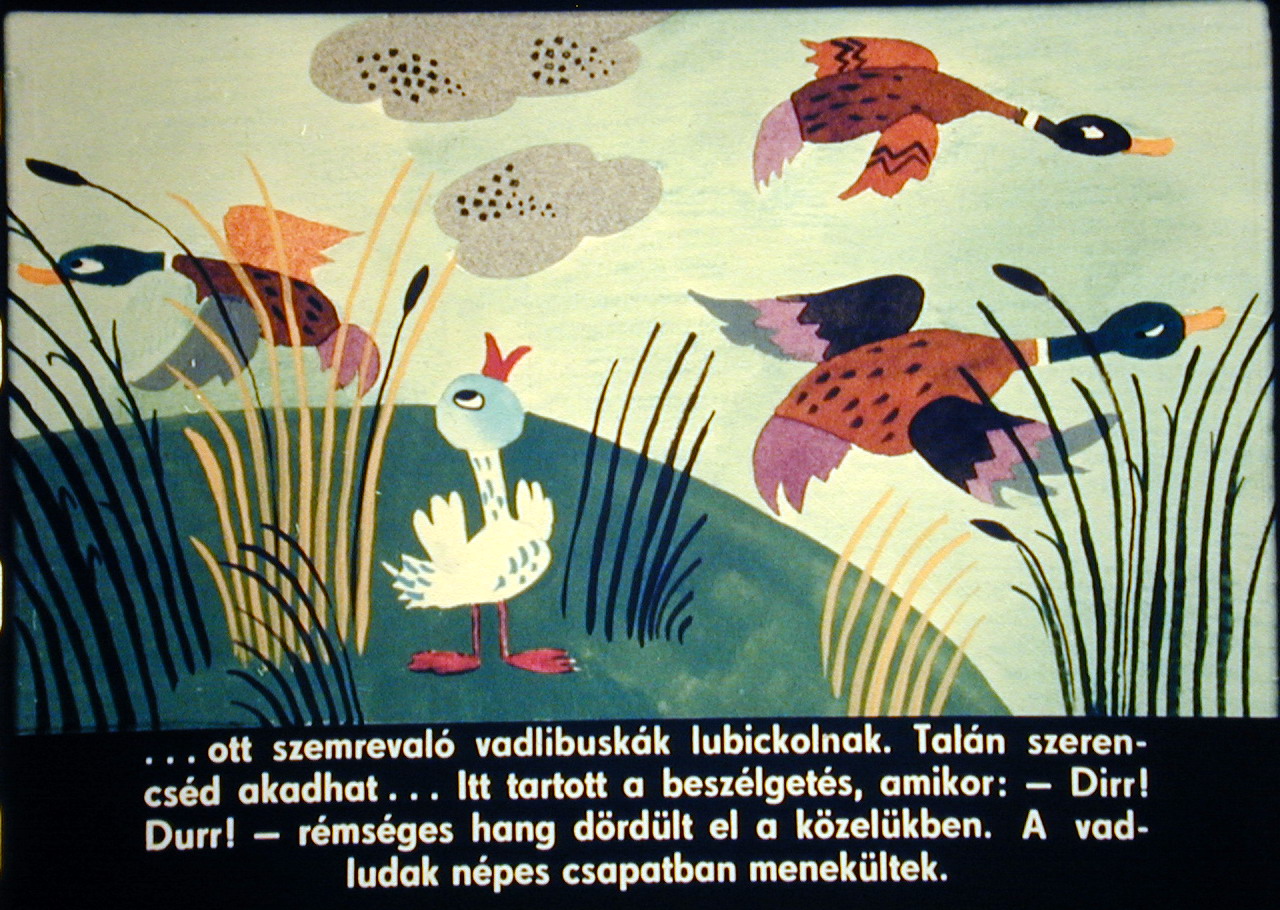 . . . ott szemrevaló vadlibuskák lubickolnak. Talán szeren-
cséd akadhat . . . Itt tartott a beszélgetés, amikor: — Dirr!
Durr! — rémséges hang dördült el a közelükben. A vad-
ludak népes csapatban menekültek.